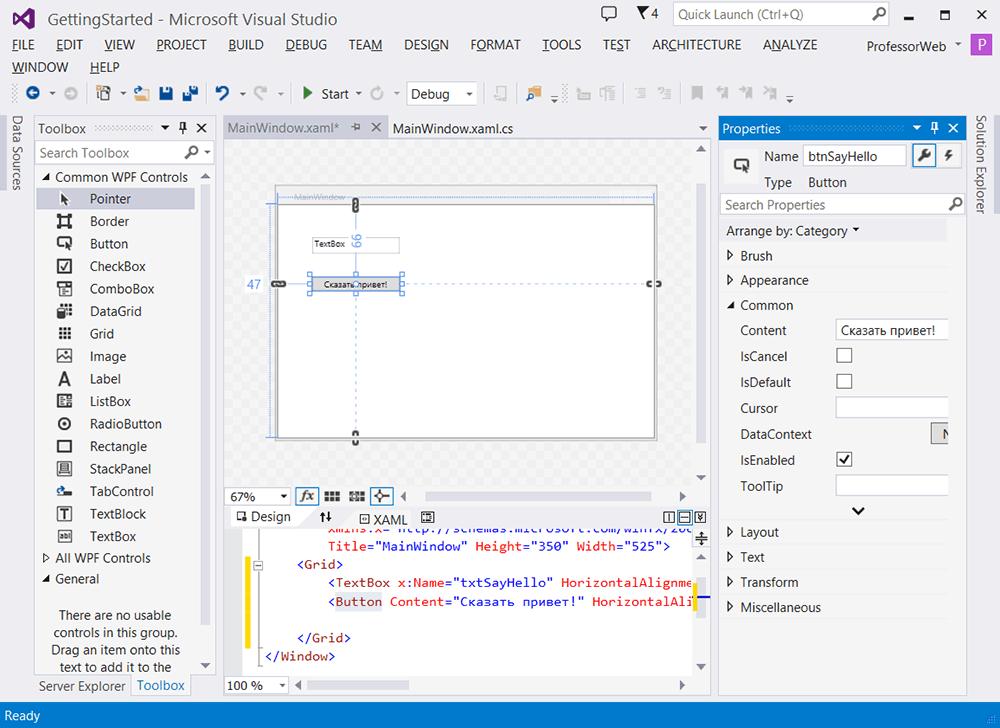 GettingStarted - Microsoft Visual Studio
4
Quick Launch (Ctrl+Q)
FILE EDIT VIEW PROJECT BUILD DEBUG TEAM DESIGN FORMAT TOOLS TEST ARCHITECTURE ANALYZE
ProfessorWeb P
WINDOW HELP
Start Debug
Data Sources
Toolbox
Search Toolbox
Common WPF Controls
Pointer
Border
Button
CheckBox
ComboBox
DataGrid
Grid
Image
Label
ListBox
RadioButton
Rectangle
StackPanel
TabControl
TextBlock
TextBox
All WPF Controls
General
There are no usable
controls in this group.
Drag an item onto this
text to add it to the
Server Explorer Toolbox
MainWindow.xaml* MainWindow.xaml.cs
MainWindow
TextBox
66
47
Сказать привет!
67% fx
Design XAML
Title="MainWindow" Height="350" Width="525">
<Grid>
<TextBox x:Name="txtSayHello" HorizontalAlignme
<Button Content="Сказать привет!" HorizontalAli
</Grid>
</Window>
100 %
Properties
Name btnSayHello
Type Button
Search Properties
Arrange by: Category
Brush
Appearance
Common
Content Сказать привет!
IsCancel
IsDefault
Cursor
DataContext N
IsEnabled
ToolTip
Layout
Text
Transform
Miscellaneous
Solution Explorer
Ready